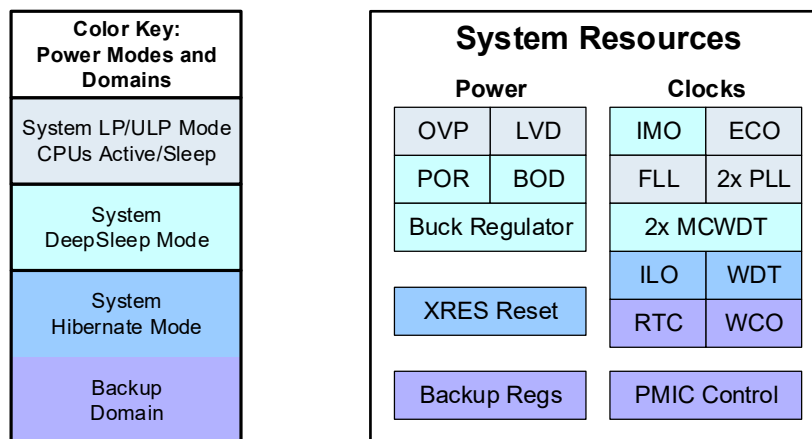 Color Key:
Power Modes and
Domains
System LP/ULP Mode
CPUs Active/Sleep
System
DeepSleep Mode
System
Hibernate Mode
Backup
Domain
System Resources
Power
Clocks
OVP LVD
IMO ECO
POR BOD
FLL 2x PLL
Buck Regulator
2x MCWDT
ILO WDT
XRES Reset
RTC WCO
Backup Regs
PMIC Control